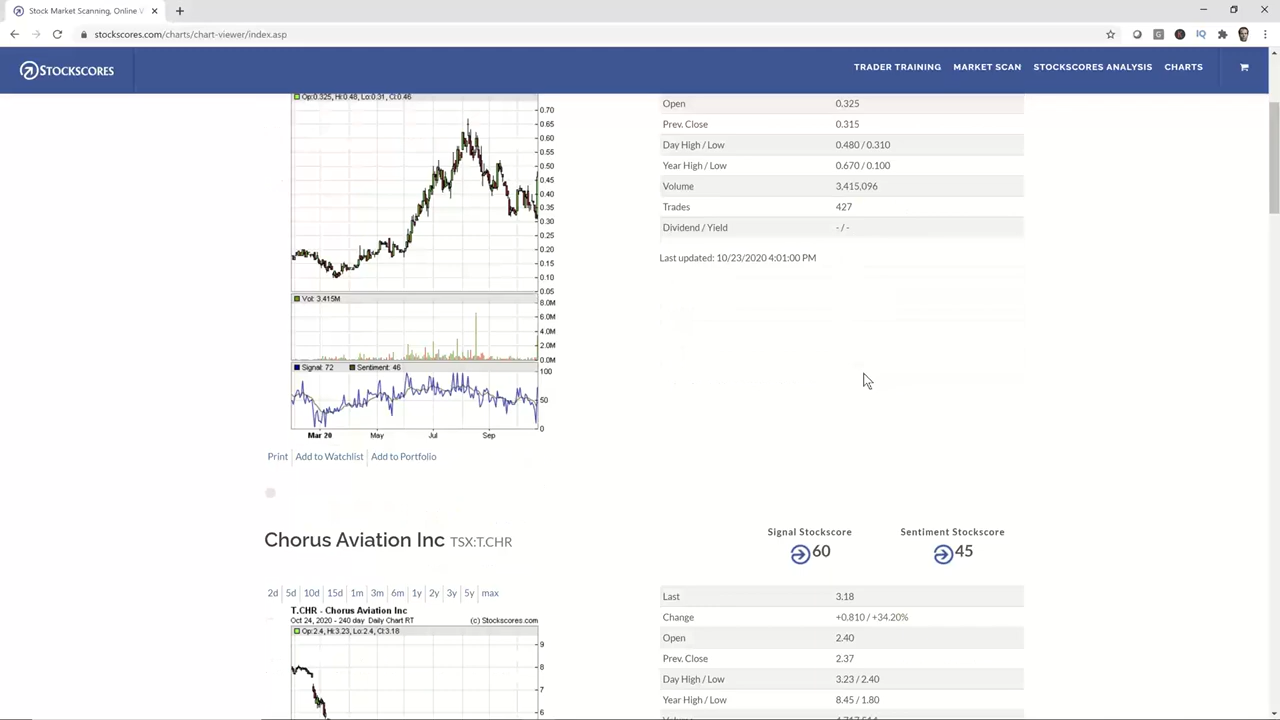 Stock Market Scanning, Online V
stockscores.com/charts/chart-viewer/index.asp
STOCKSCORES
TRADER TRAINING MARKET SCAN STOCKSCORES ANALYSIS CHARTS
Op:0.325, Hi:0.48, Lo:0.31, Cl:0.46
0.70
0.65
0.60
0.55
0.50
0.45
0.40
0.35
0.30
0.25
0.20
0.15
0.10
0.05
Open 0.325
Prev. Close 0.315
Day High / Low 0.480 / 0.310
Year High / Low 0.670 / 0.100
Volume 3,415,096
Trades 427
Dividend / Yield - / -
Last updated: 10/23/2020 4:01:00 PM
Vol: 3.415M
8.0M
6.0M
4.0M
2.0M
0.0M
Signal: 72 Sentiment: 46
100
50
0
Mar 20 May Jul Sep
Print Add to Watchlist Add to Portfolio
Chorus Aviation Inc TSX:T.CHR
Signal Stockscore
60
Sentiment Stockscore
45
2d 5d 10d 15d 1m 3m 6m 1y 2y 3y 5y max
T.CHR - Chorus Aviation Inc
Oct 24, 2020 - 240 day Daily Chart RT (c) Stockscores.com
Op:2.4, Hi:3.23, Lo:2.4, Cl:3.18
9
8
7
6
Last 3.18
Change +0.810 / +34.20%
Open 2.40
Prev. Close 2.37
Day High / Low 3.23 / 2.40
Year High / Low 8.45 / 1.80